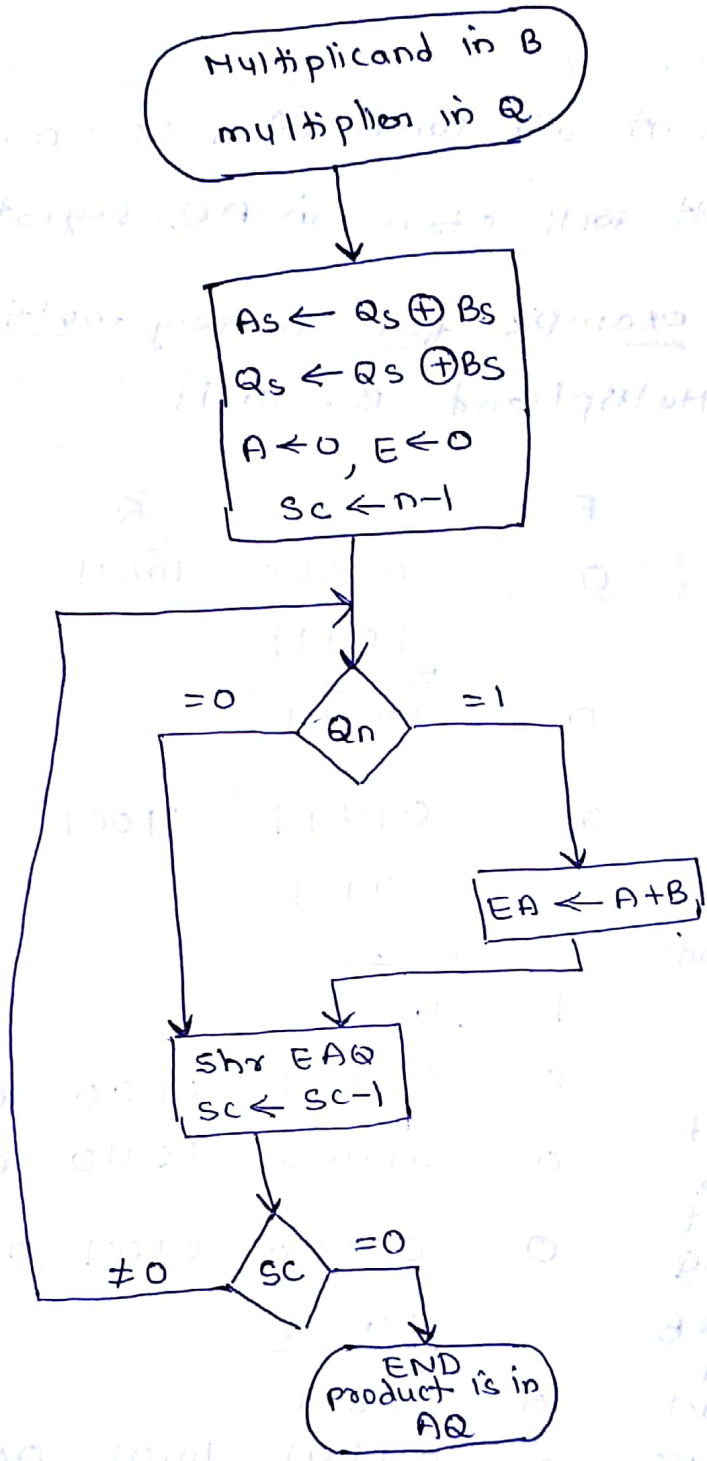 Multiplicand in B
multiplier in Q
As ← Qs ⊕ Bs
Qs ← Qs ⊕ Bs
A ← 0, E ← 0
Sc ← n-1
=0
=1
Qn
EA ← A+B
Shr EAQ
SC ← SC-1
≠0
SC
=0
END
product is in
AQ